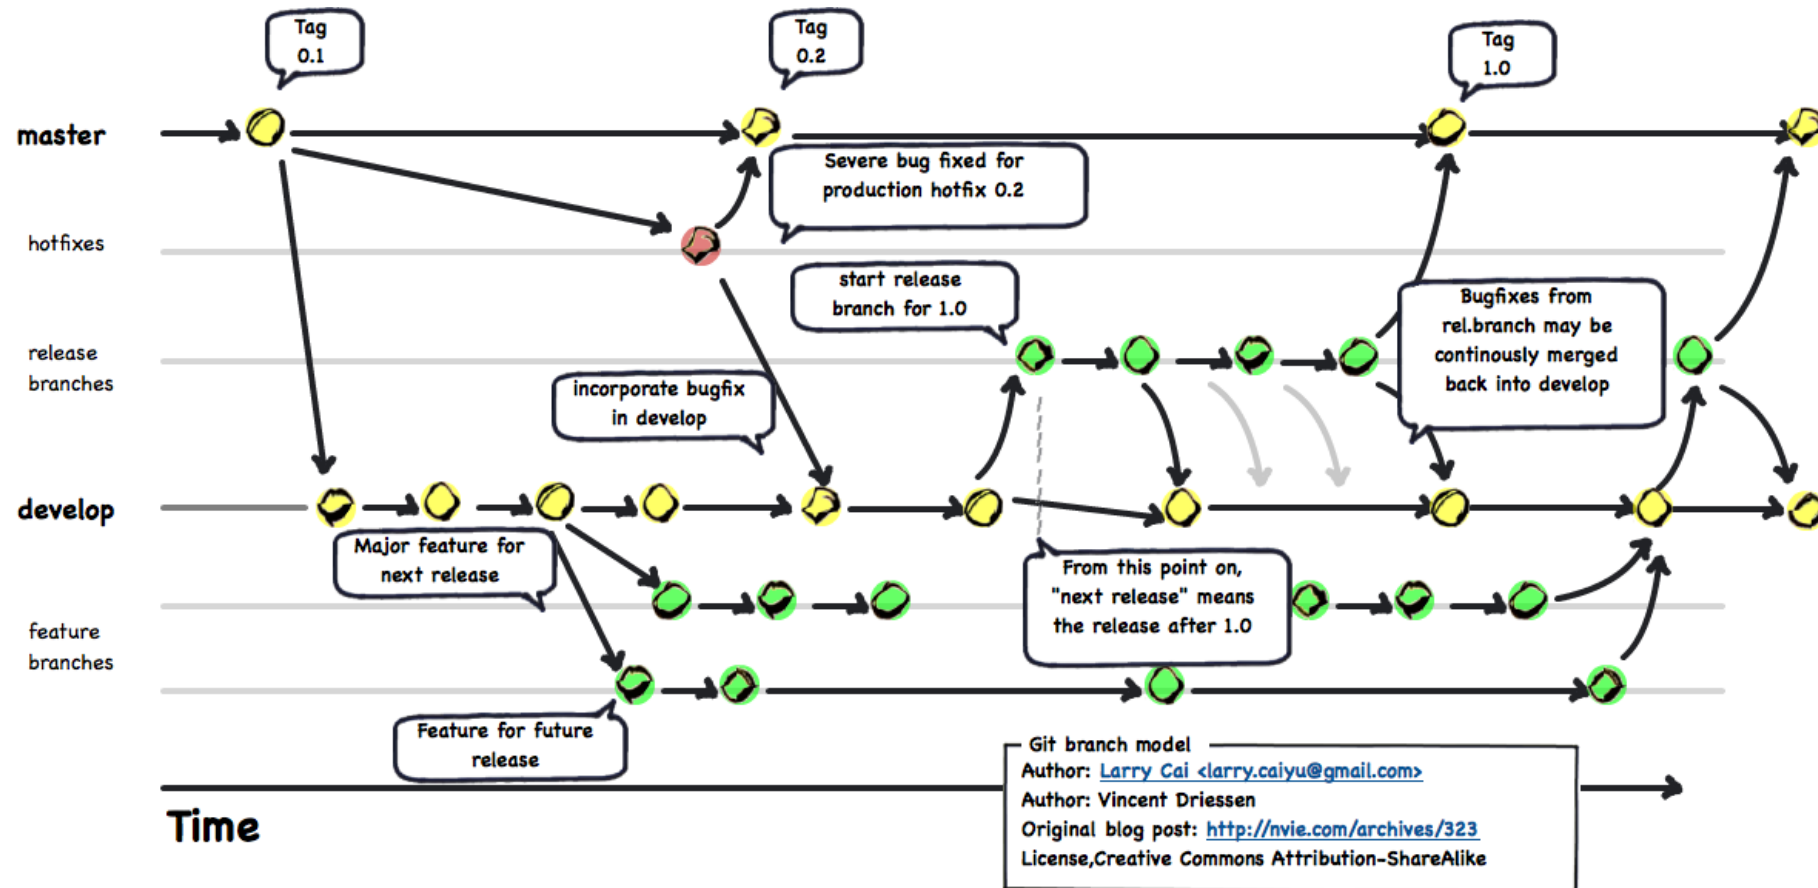 Tag
0.1
Tag
0.2
Tag
1.0
master
Severe bug fixed for
production hotfix 0.2
hotfixes
start release
branch for 1.0
Bugfixes from
rel.branch may be
continously merged
back into develop
release
branches
incorporate bugfix
in develop
develop
Major feature for
next release
From this point on,
"next release" means
the release after 1.0
feature
branches
Feature for future
release
Git branch model
Author: Larry Cai <larry.caiyu@gmail.com>
Author: Vincent Driessen
Original blog post: http://nvie.com/archives/323
License,Creative Commons Attribution-ShareAlike
Time